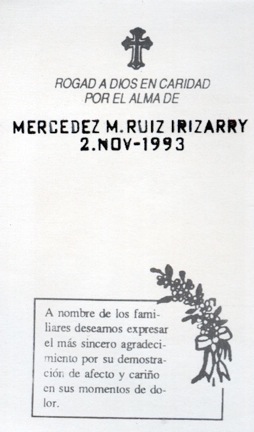 ROGAD A DIOS EN CARIDAD
POR EL ALMA DE
MERCEDEZ M. RUIZ IRIZARRY
2.NOV-1993
A nombre de los fami-
liares deseamos expresar
el más sincero agradeci-
miento por su demostra-
ción de afecto y cariño
en sus momentos de do-
lor.